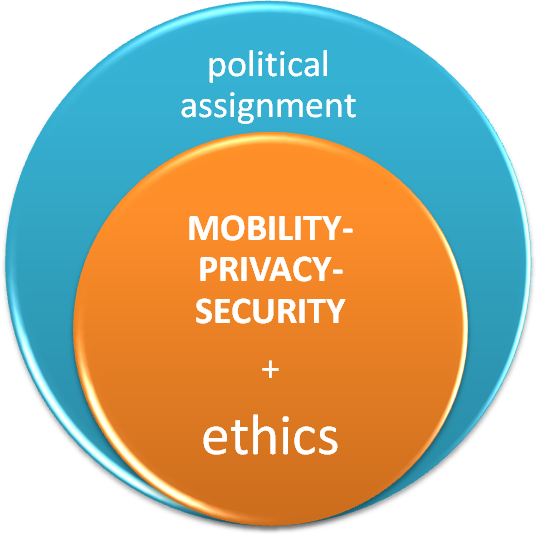 political
assignment
MOBILITY-
PRIVACY-
SECURITY
+
ethics